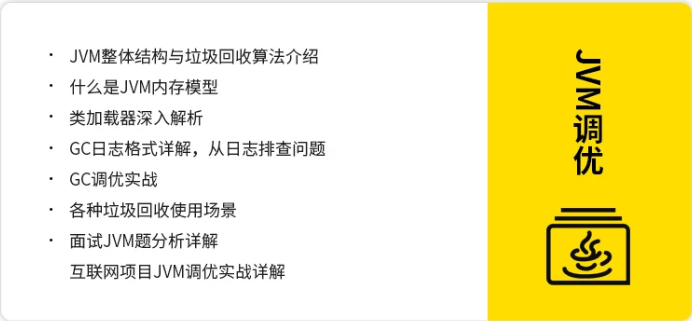 · JVM整体结构与垃圾回收算法介绍
· 什么是JVM内存模型
· 类加载器深入解析
· GC日志格式详解，从日志排查问题
· GC调优实战
· 各种垃圾回收使用场景
· 面试JVM题分析详解
互联网项目JVM调优实战详解
JVM调优